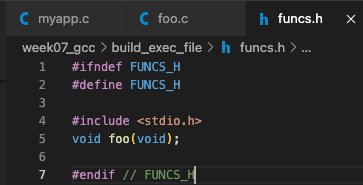 myapp.c foo.c funcs.h
week07_gcc > build_exec_file > h funcs.h > ...
1 #ifndef FUNCS_H
2 #define FUNCS_H
3
4 #include <stdio.h>
5 void foo(void);
6
7 #endif // FUNCS_H